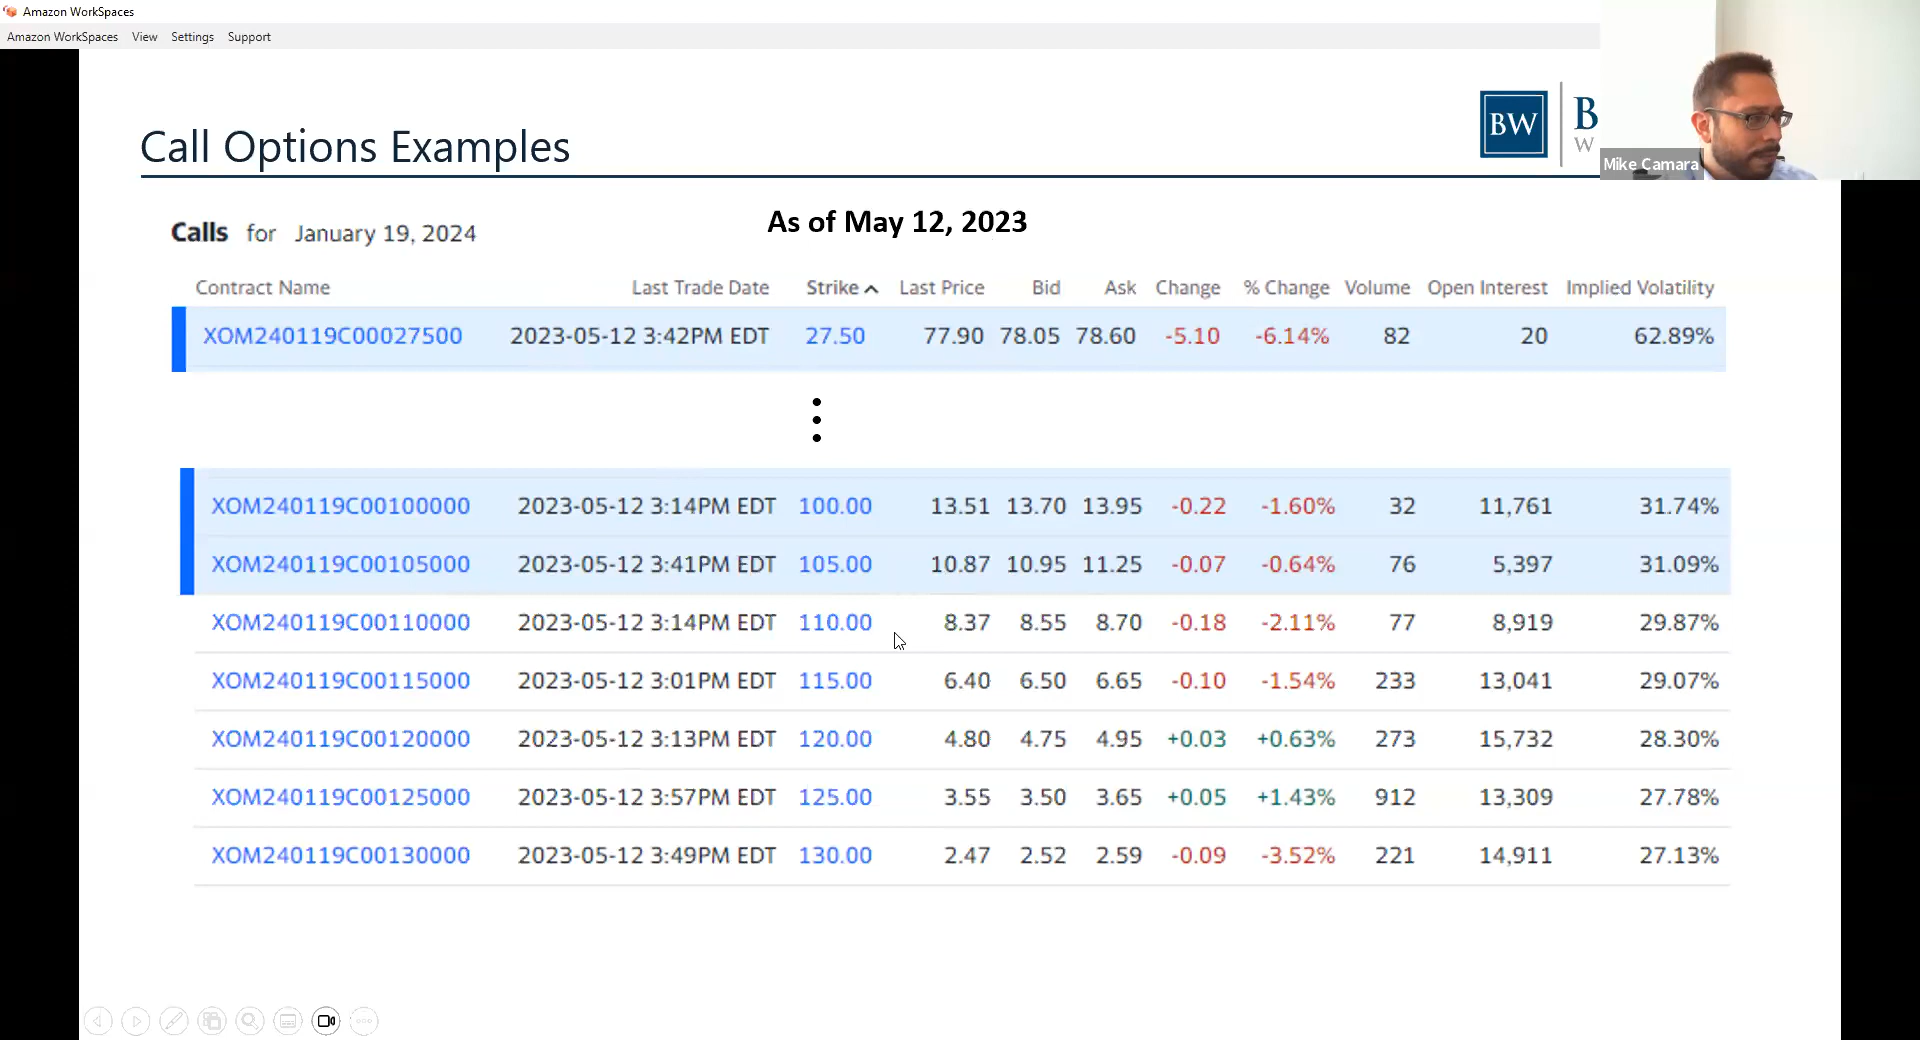 Amazon WorkSpaces
Amazon WorkSpaces View Settings Support
Call Options Examples
BW B
W
Mike Camara
Calls for January 19, 2024
As of May 12, 2023
Contract Name Last Trade Date Strike Last Price Bid Ask Change % Change Volume Open Interest Implied Volatility
XOM240119C00027500 2023-05-12 3:42PM EDT 27.50 77.90 78.05 78.60 -5.10 -6.14% 82 20 62.89%
XOM240119C00100000 2023-05-12 3:14PM EDT 100.00 13.51 13.70 13.95 -0.22 -1.60% 32 11,761 31.74%
XOM240119C00105000 2023-05-12 3:41PM EDT 105.00 10.87 10.95 11.25 -0.07 -0.64% 76 5,397 31.09%
XOM240119C00110000 2023-05-12 3:14PM EDT 110.00 8.37 8.55 8.70 -0.18 -2.11% 77 8,919 29.87%
XOM240119C00115000 2023-05-12 3:01PM EDT 115.00 6.40 6.50 6.65 -0.10 -1.54% 233 13,041 29.07%
XOM240119C00120000 2023-05-12 3:13PM EDT 120.00 4.80 4.75 4.95 +0.03 +0.63% 273 15,732 28.30%
XOM240119C00125000 2023-05-12 3:57PM EDT 125.00 3.55 3.50 3.65 +0.05 +1.43% 912 13,309 27.78%
XOM240119C00130000 2023-05-12 3:49PM EDT 130.00 2.47 2.52 2.59 -0.09 -3.52% 221 14,911 27.13%